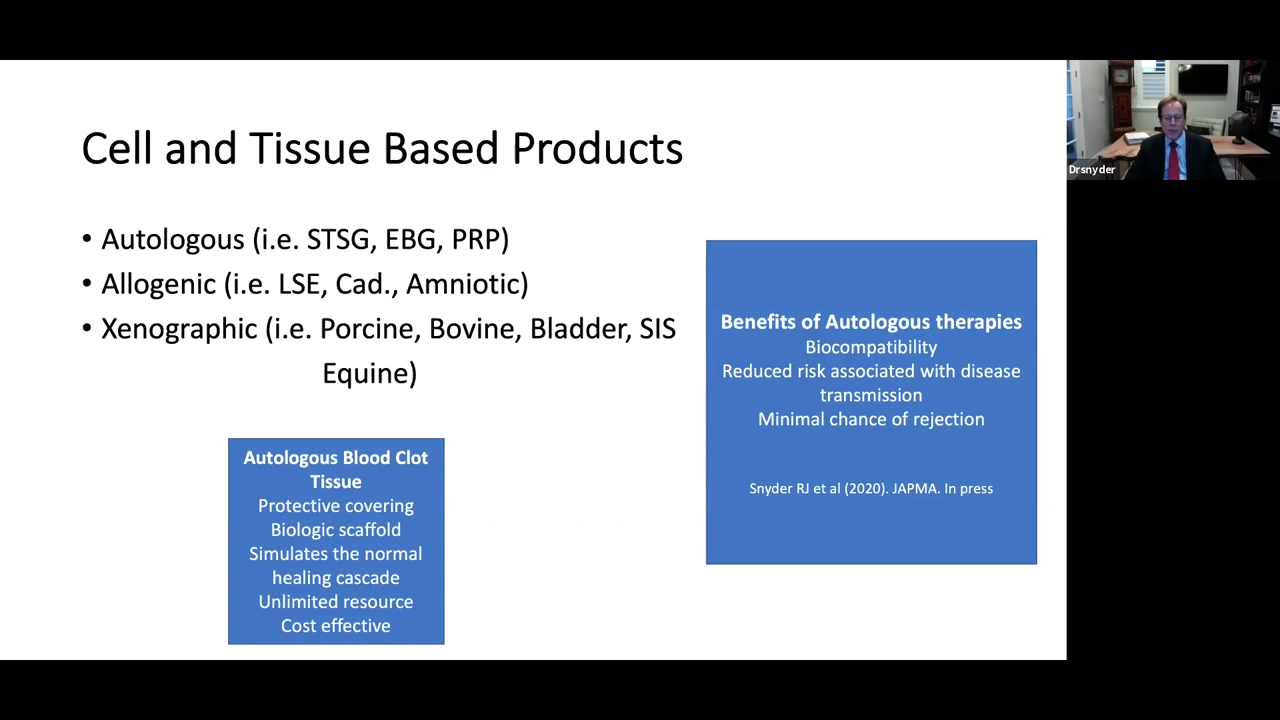 Cell and Tissue Based Products
• Autologous (i.e. STSG, EBG, PRP)
• Allogenic (i.e. LSE, Cad., Amniotic)
• Xenographic (i.e. Porcine, Bovine, Bladder, SIS
Equine)
Autologous Blood Clot
Tissue
Protective covering
Biologic scaffold
Simulates the normal
healing cascade
Unlimited resource
Cost effective
Benefits of Autologous therapies
Biocompatibility
Reduced risk associated with disease
transmission
Minimal chance of rejection
Snyder RJ et al (2020). JAPMA. In press
Drsnyder